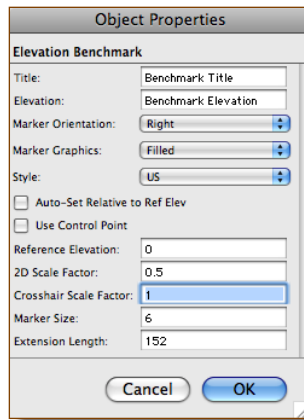 Object Properties
Elevation Benchmark
Title: Benchmark Title
Elevation: Benchmark Elevation
Marker Orientation: Right
Marker Graphics: Filled
Style: US
Auto-Set Relative to Ref Elev
Use Control Point
Reference Elevation: 0
2D Scale Factor: 0.5
Crosshair Scale Factor: 1
Marker Size: 6
Extension Length: 152
Cancel OK